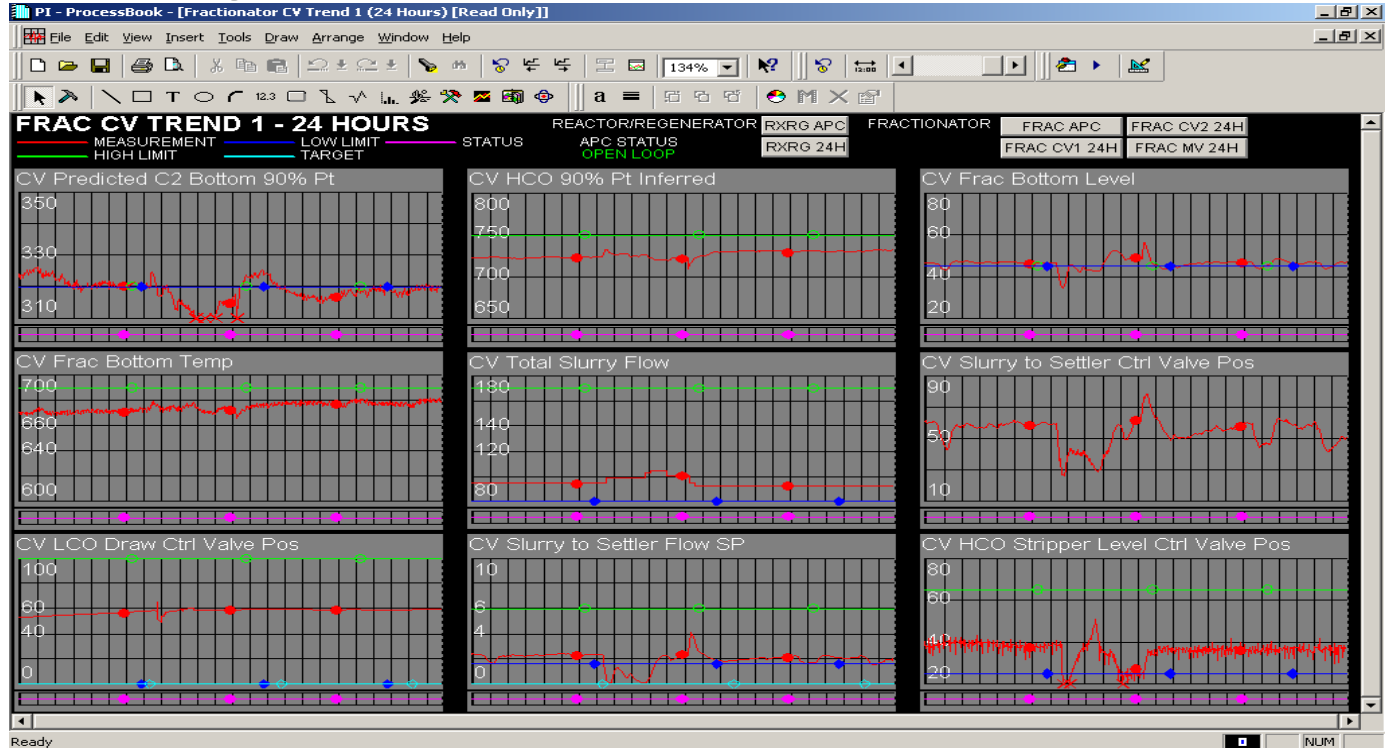 PI - ProcessBook - [Fractionator CV Trend 1 (24 Hours) [Read Only]]
File Edit View Insert Tools Draw Arrange Window Help
134%
12:00
T 12.3 a
FRAC CV TREND 1 - 24 HOURS
MEASUREMENT LOW LIMIT STATUS
HIGH LIMIT TARGET
REACTOR/REGENERATOR RXRG APC FRACTIONATOR FRAC APC FRAC CV2 24H
APC STATUS RXRG 24H FRAC CV1 24H FRAC MV 24H
OPEN LOOP
CV Predicted C2 Bottom 90% Pt
350
330
310
CV HCO 90% Pt Inferred
800
750
700
650
CV Frac Bottom Level
80
60
40
20
CV Frac Bottom Temp
700
660
640
600
CV Total Slurry Flow
180
140
120
80
CV Slurry to Settler Ctrl Valve Pos
90
50
10
CV LCO Draw Ctrl Valve Pos
100
60
40
0
CV Slurry to Settler Flow SP
10
6
4
0
CV HCO Stripper Level Ctrl Valve Pos
80
60
40
20
Ready NUM